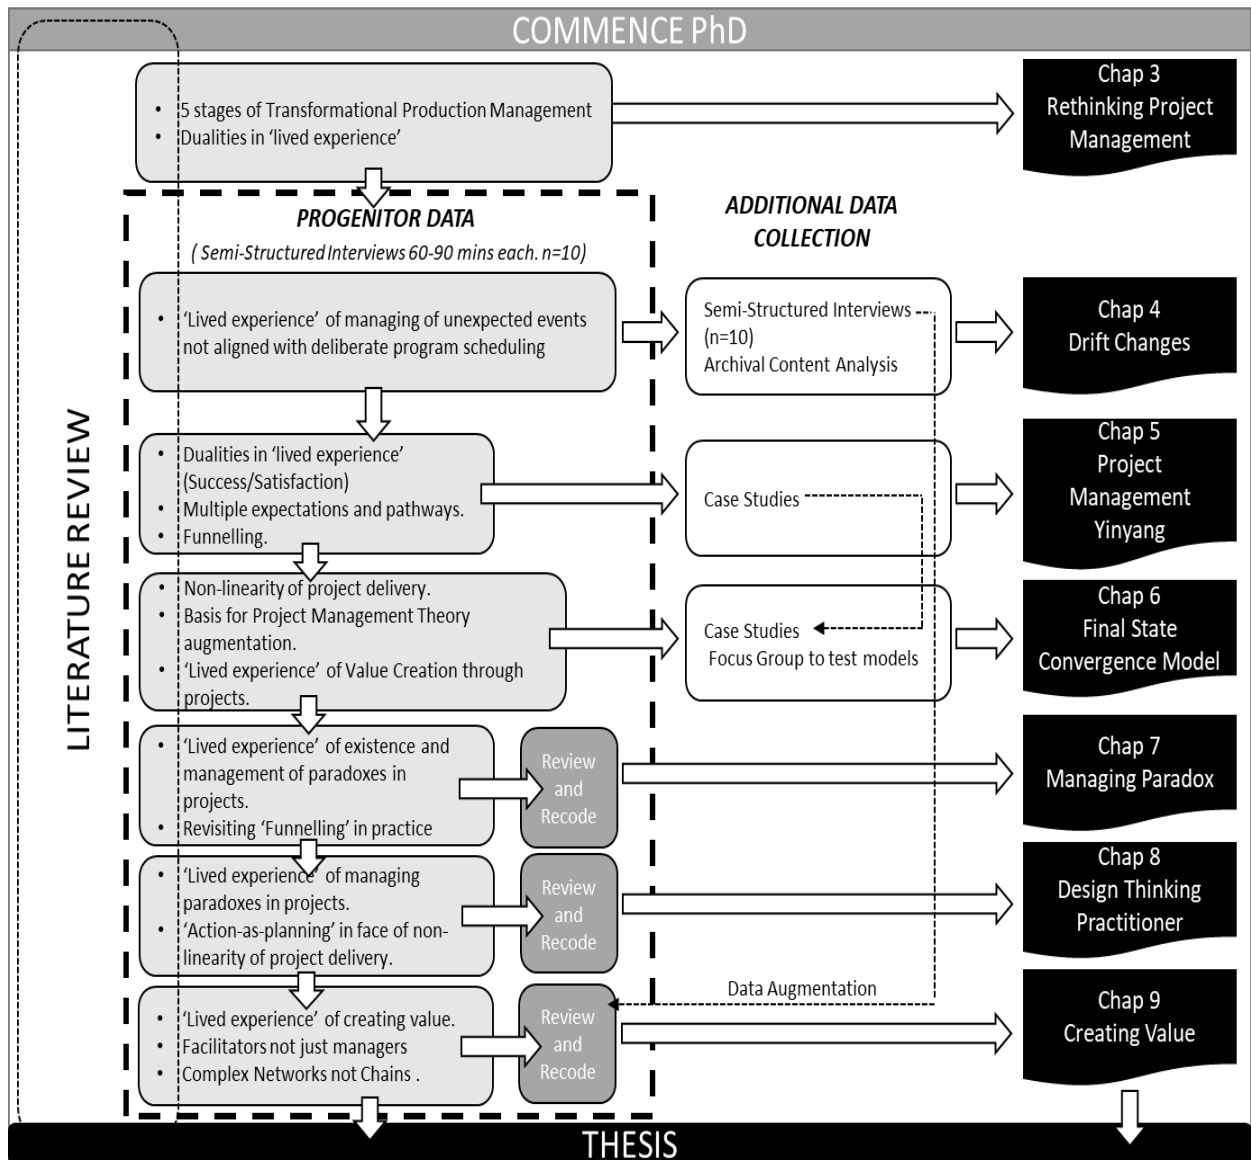 COMMENCE PhD
• 5 stages of Transformational Production Management
• Dualities in ‘lived experience’
Chap 3
Rethinking Project
Management
LITERATURE REVIEW
PROGENITOR DATA
( Semi-Structured Interviews 60-90 mins each. n=10)
ADDITIONAL DATA
COLLECTION
• ‘Lived experience’ of managing of unexpected events
not aligned with deliberate program scheduling
Semi-Structured Interviews
(n=10)
Archival Content Analysis
Chap 4
Drift Changes
• Dualities in ‘lived experience’
(Success/Satisfaction)
• Multiple expectations and pathways.
• Funnelling.
Case Studies
Chap 5
Project
Management
Yinyang
• Non-linearity of project delivery.
• Basis for Project Management Theory
augmentation.
• ‘Lived experience’ of Value Creation through
projects.
Case Studies
Focus Group to test models
Chap 6
Final State
Convergence Model
• ‘Lived experience’ of existence and
management of paradoxes in
projects.
• Revisiting ‘Funnelling’ in practice
Review
and
Recode
Chap 7
Managing Paradox
• ‘Lived experience’ of managing
paradoxes in projects.
• ‘Action-as-planning’ in face of non-
linearity of project delivery.
Review
and
Recode
Chap 8
Design Thinking
Practitioner
• ‘Lived experience’ of creating value.
• Facilitators not just managers
• Complex Networks not Chains .
Review
and
Recode
Data Augmentation
Chap 9
Creating Value
THESIS